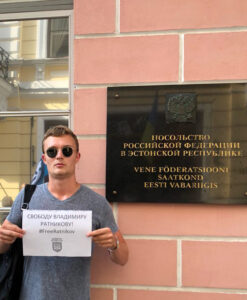 ПОСОЛЬСТВО
РОССИЙСКОЙ ФЕДЕРАЦИИ
В ЭСТОНСКОЙ РЕСПУБЛИКЕ
VENE FÖDERATSIOONI
SAATKOND
EESTI VABARIIGIS
СВОБОДУ ВЛАДИМИРУ
РАТНИКОВУ!
#FreeRatnikov